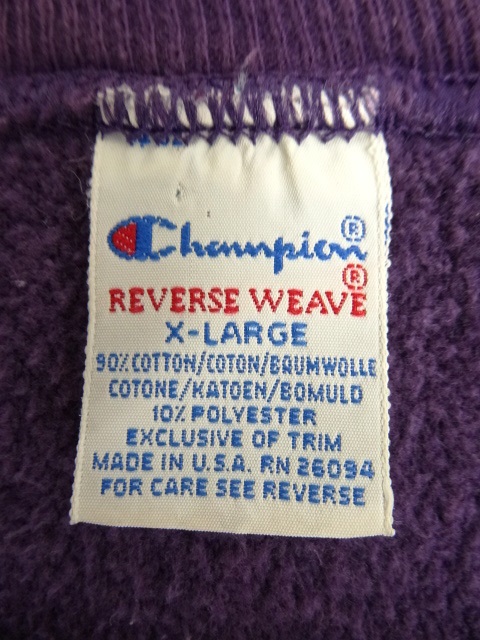 Champion®
REVERSE WEAVE®
X-LARGE
90% COTTON/COTON/BAUMWOLLE
COTONE/KATOEN/BOMULD
10% POLYESTER
EXCLUSIVE OF TRIM
MADE IN U.S.A. RN 26094
FOR CARE SEE REVERSE